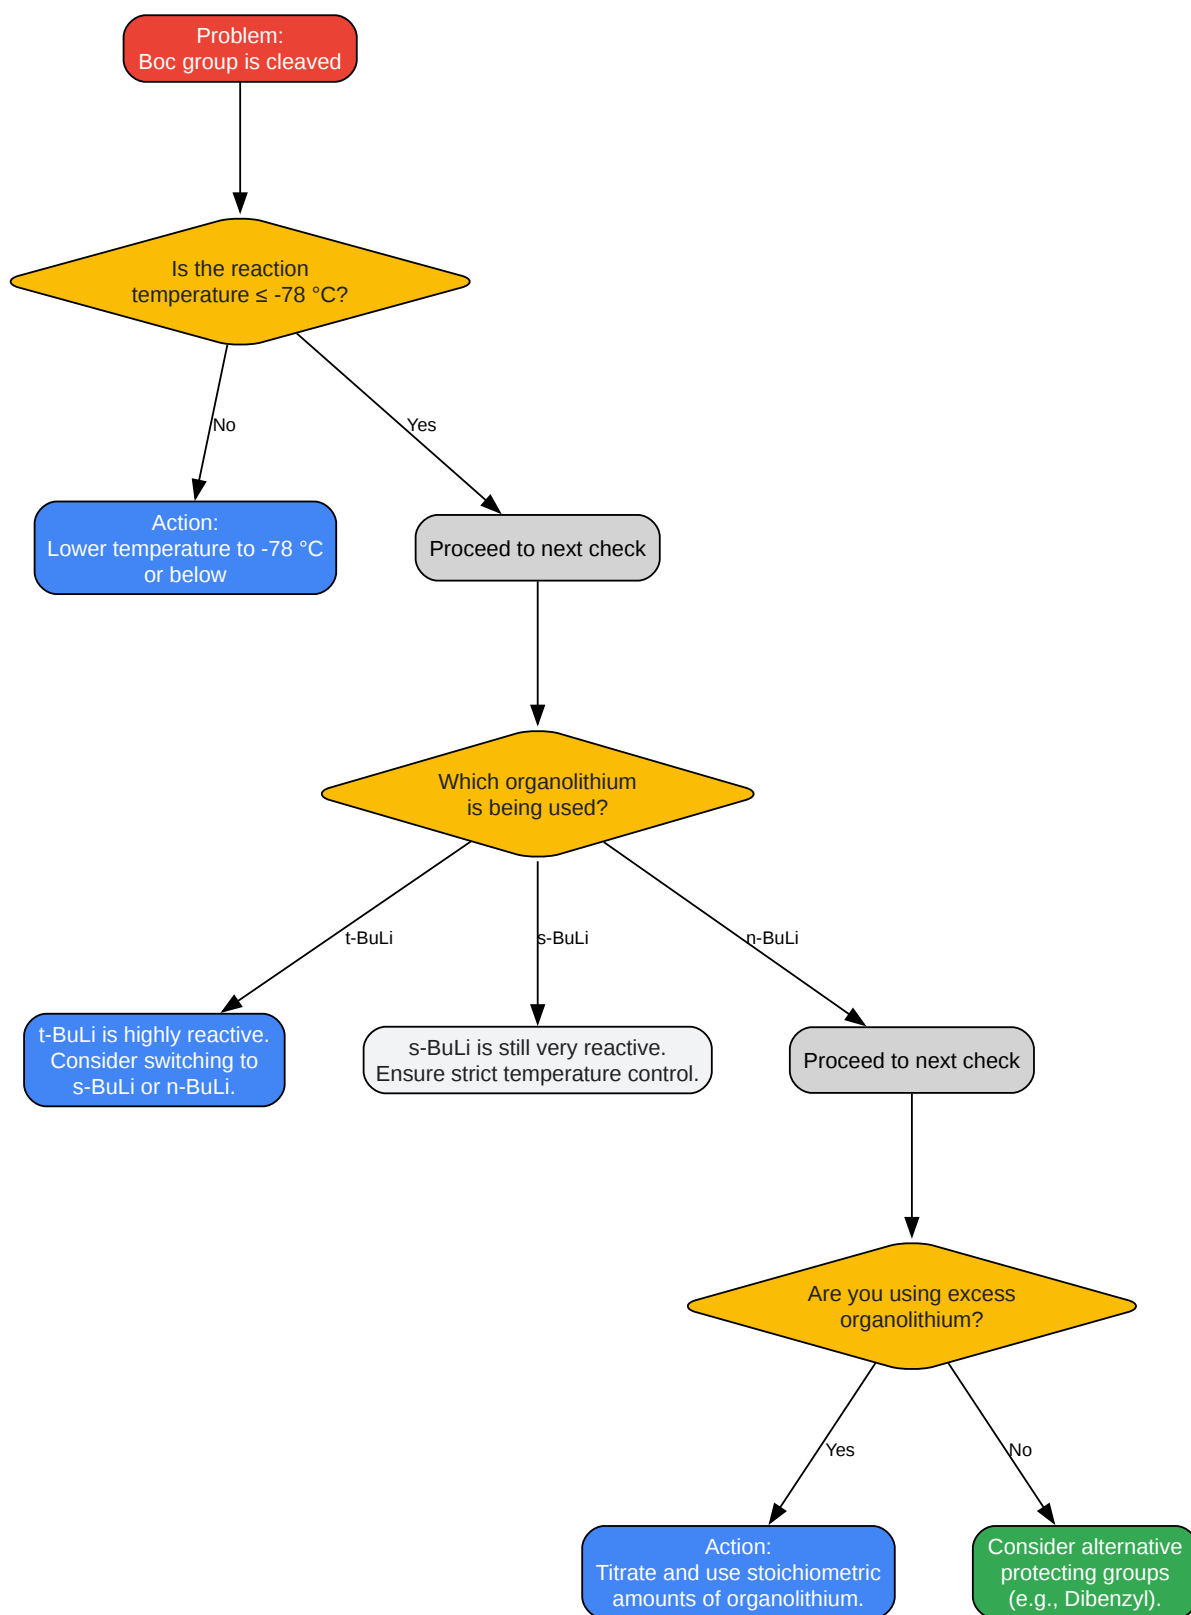 Problem:
Boc group is cleaved
Is the reaction
temperature ≤ -78 °C?
No
Yes
Action:
Lower temperature to -78 °C
or below
Proceed to next check
Which organolithium
is being used?
t-BuLi
s-BuLi
n-BuLi
t-BuLi is highly reactive.
Consider switching to
s-BuLi or n-BuLi.
s-BuLi is still very reactive.
Ensure strict temperature control.
Proceed to next check
Are you using excess
organolithium?
Yes
No
Action:
Titrate and use stoichiometric
amounts of organolithium.
Consider alternative
protecting groups
(e.g., Dibenzyl).